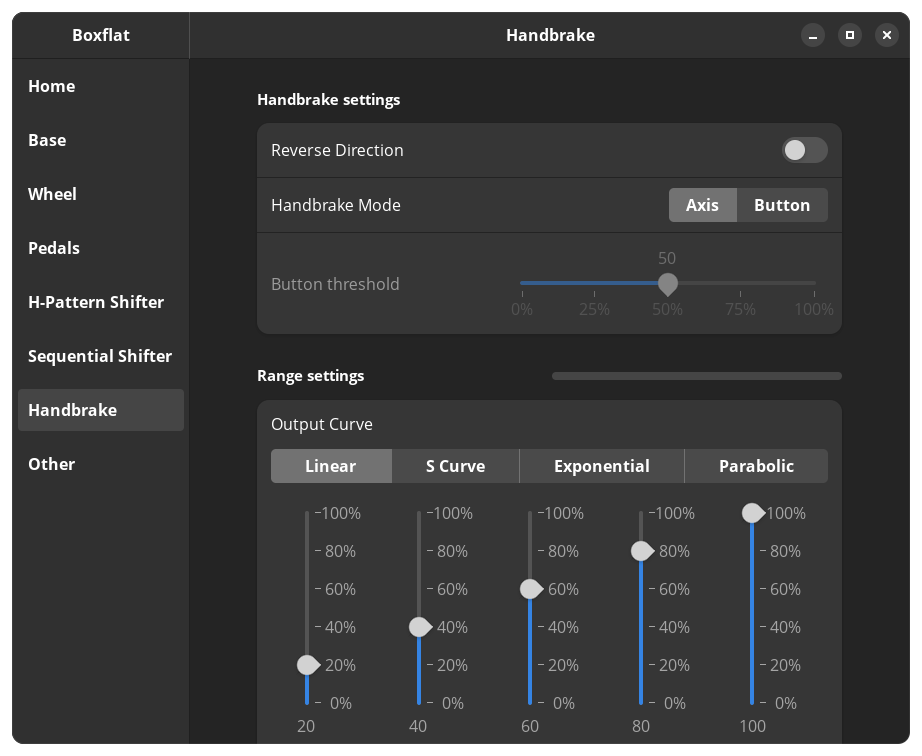 Boxflat
Handbrake
Home
Base
Wheel
Pedals
H-Pattern Shifter
Sequential Shifter
Handbrake
Other
Handbrake settings
Reverse Direction
Handbrake Mode
Axis Button
50
Button threshold
0% 25% 50% 75% 100%
Range settings
Output Curve
Linear S Curve Exponential Parabolic
100% 100% 100% 100% 100%
80% 80% 80% 80% 80%
60% 60% 60% 60% 60%
40% 40% 40% 40% 40%
20% 20% 20% 20% 20%
0% 0% 0% 0% 0%
20 40 60 80 100